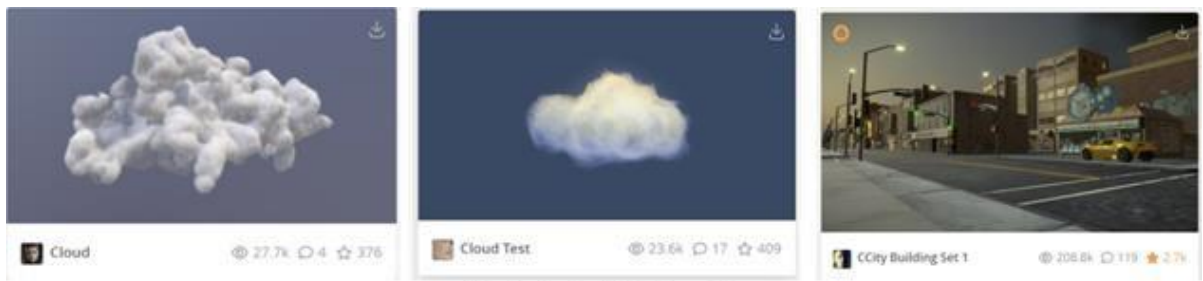 Cloud 27.7k 4 376
Cloud Test 23.6k 17 409
CCity Building Set 1 208.8k 119 2.7k